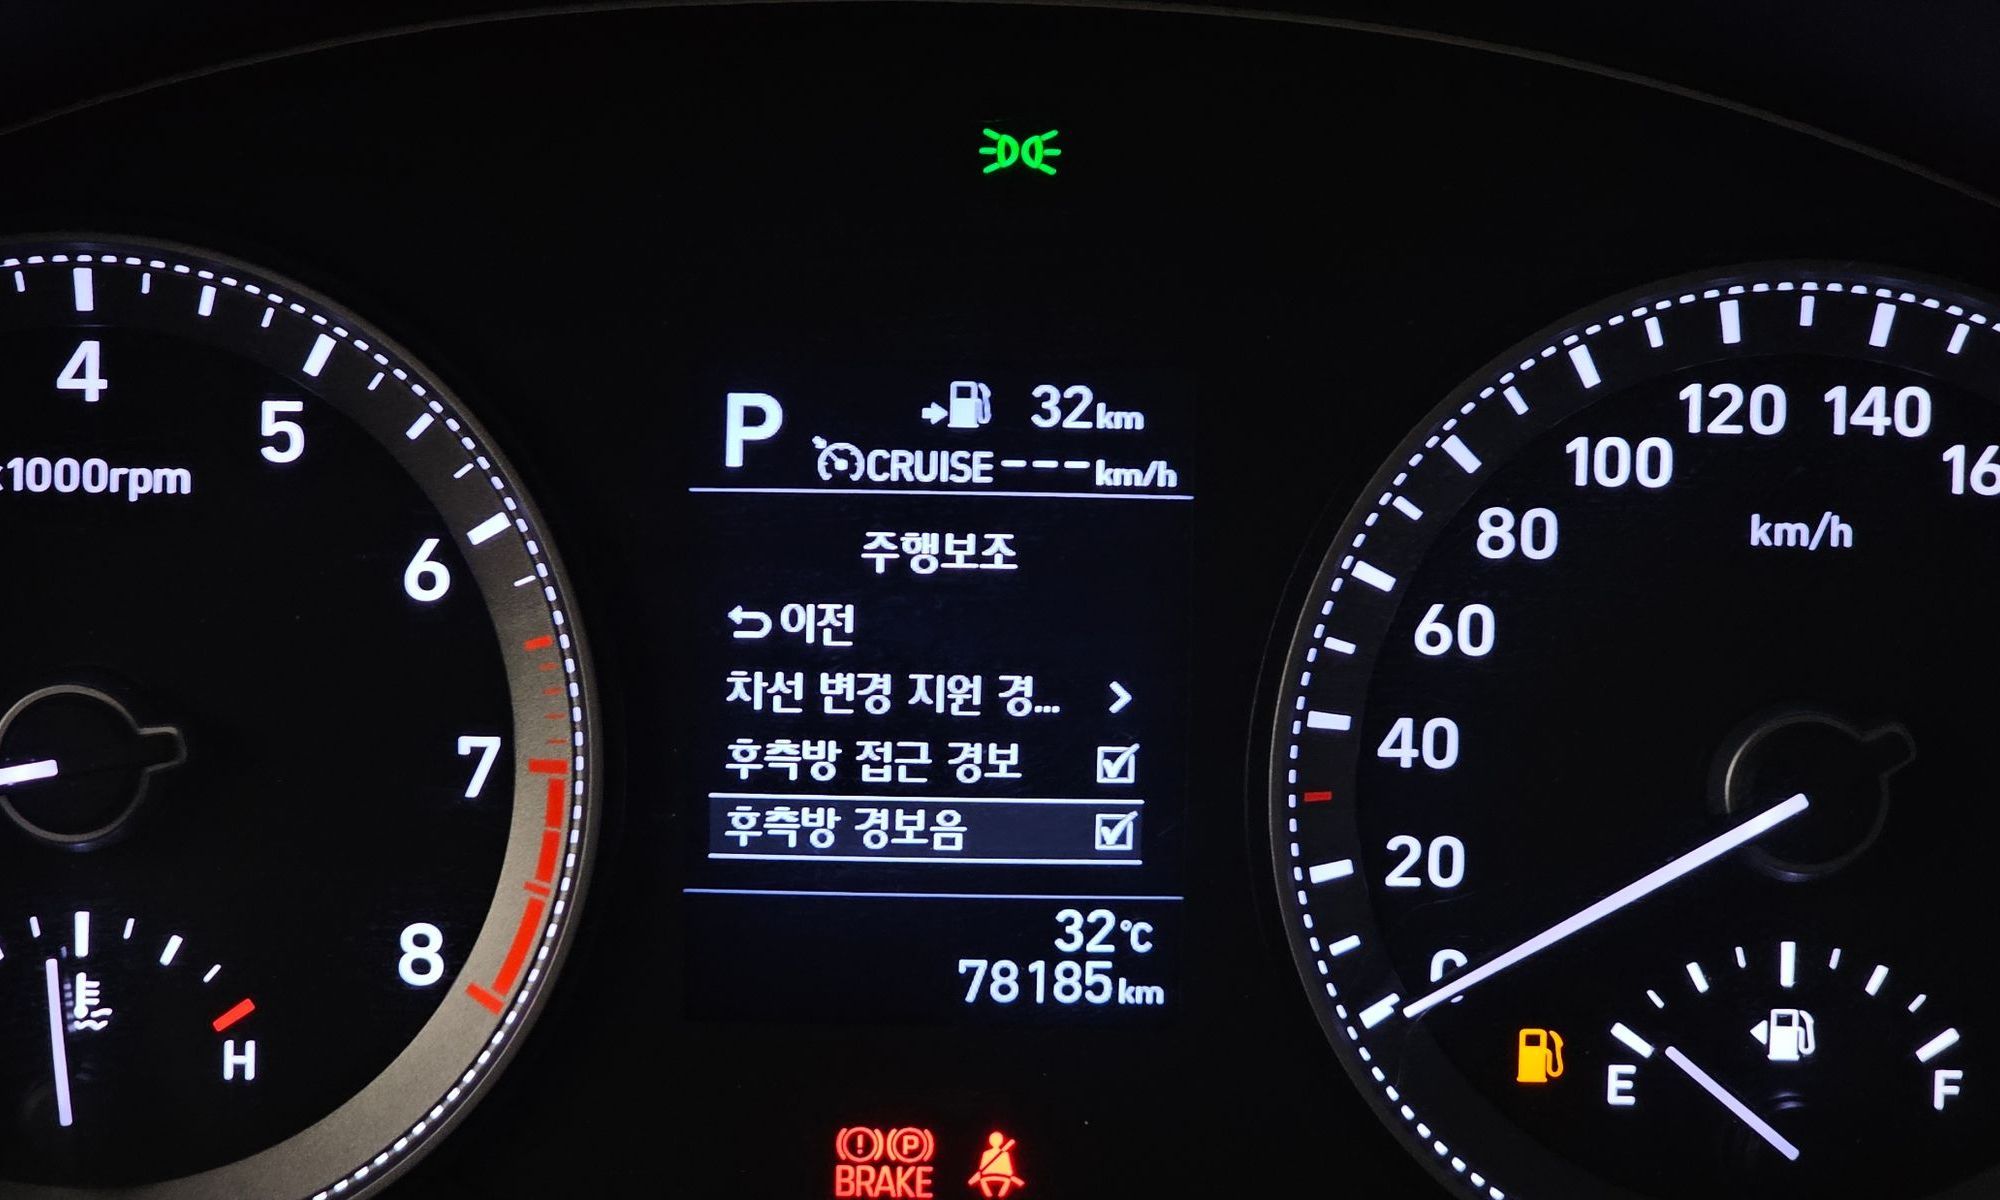 4
5
x1000rpm
6
7
8
H
P
32km
CRUISE---km/h
주행보조
이전
차선 변경 지원 경...
후측방 접근 경보
후측방 경보음
32°C
78185km
BRAKE
P
120
140
100
80
km/h
60
40
20
0
E
F